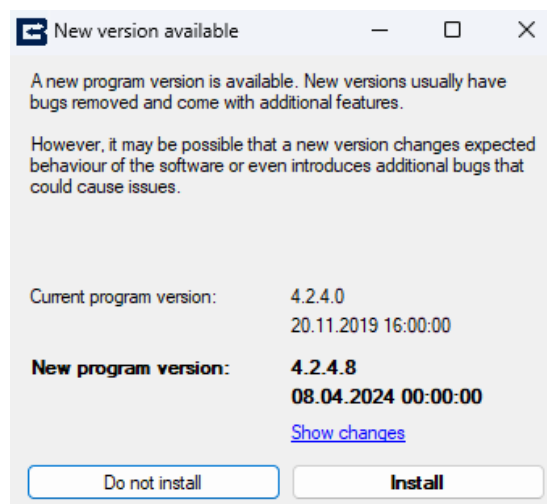 New version available
A new program version is available. New versions usually have
bugs removed and come with additional features.
However, it may be possible that a new version changes expected
behaviour of the software or even introduces additional bugs that
could cause issues.
Current program version: 4.2.4.0
20.11.2019 16:00:00
New program version: 4.2.4.8
08.04.2024 00:00:00
Show changes
Do not install Install